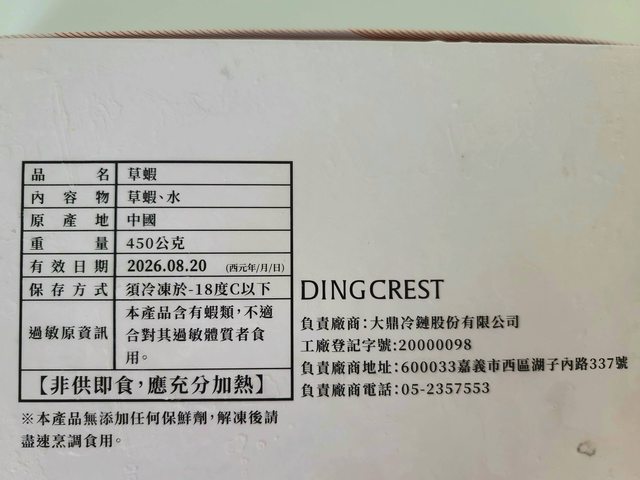 品名 草蝦
內容物 草蝦、水
原產地 中國
重量 450公克
有效日期 2026.08.20 (西元年/月/日)
保存方式 須冷凍於-18度C以下
過敏原資訊 本產品含有蝦類,不適
合對其過敏體質者食
用。
【非供即食,應充分加熱】
※本產品無添加任何保鮮劑,解凍後請
盡速烹調食用。
DINGCREST
負責廠商:大鼎冷鏈股份有限公司
工廠登記字號:20000098
負責廠商地址:600033嘉義市西區湖子內路337號
負責廠商電話:05-2357553